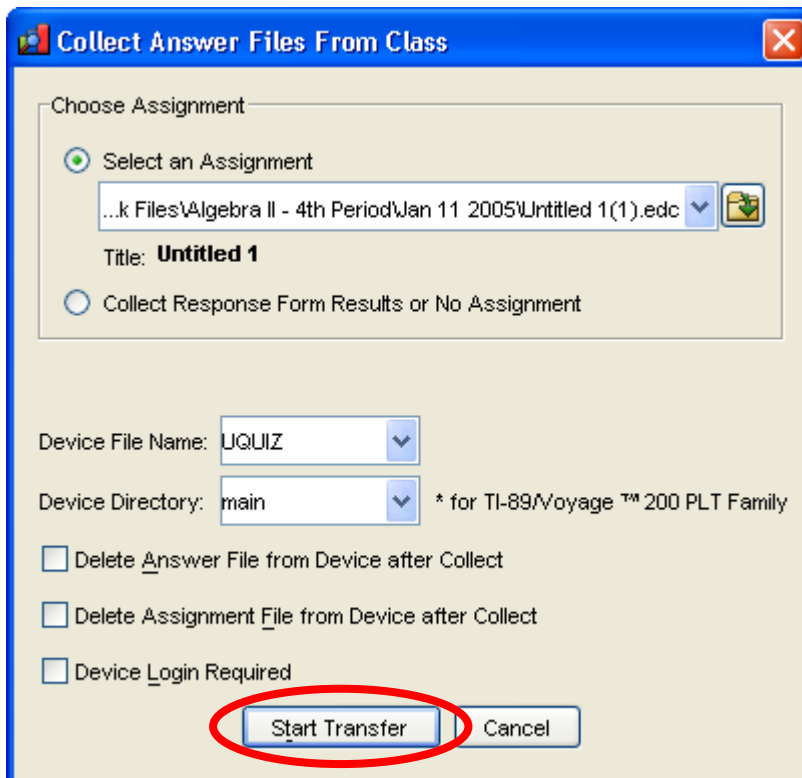 Collect Answer Files From Class
Choose Assignment
Select an Assignment
...k Files\Algebra II - 4th Period\Jan 11 2005\Untitled 1(1).edc
Title: Untitled 1
Collect Response Form Results or No Assignment
Device File Name: UQUIZ
Device Directory: main * for TI-89/Voyage ™ 200 PLT Family
Delete Answer File from Device after Collect
Delete Assignment File from Device after Collect
Device Login Required
Start Transfer Cancel